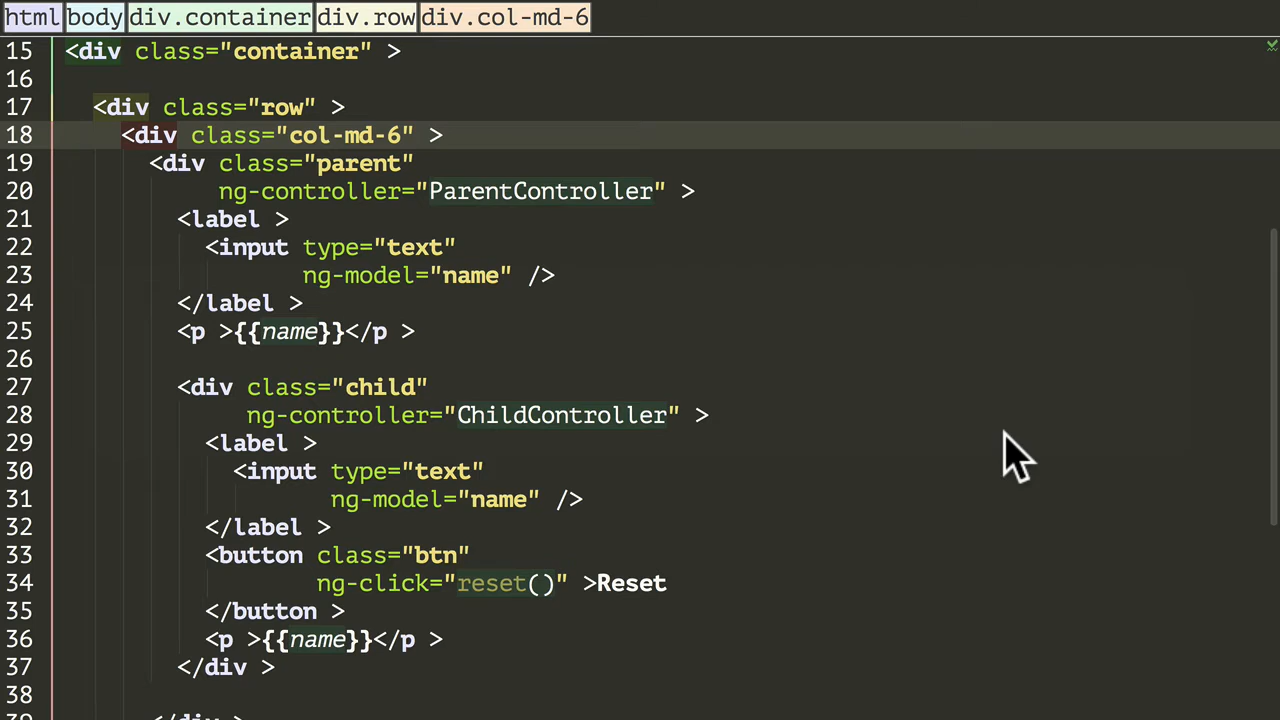 html body div.container div.row div.col-md-6
15 <div class="container" >
16
17 <div class="row" >
18 <div class="col-md-6" >
19 <div class="parent"
20 ng-controller="ParentController" >
21 <label >
22 <input type="text"
23 ng-model="name" />
24 </label >
25 <p >{{name}}</p >
26
27 <div class="child"
28 ng-controller="ChildController" >
29 <label >
30 <input type="text"
31 ng-model="name" />
32 </label >
33 <button class="btn"
34 ng-click="reset()" >Reset
35 </button >
36 <p >{{name}}</p >
37 </div >
38
39 </div >